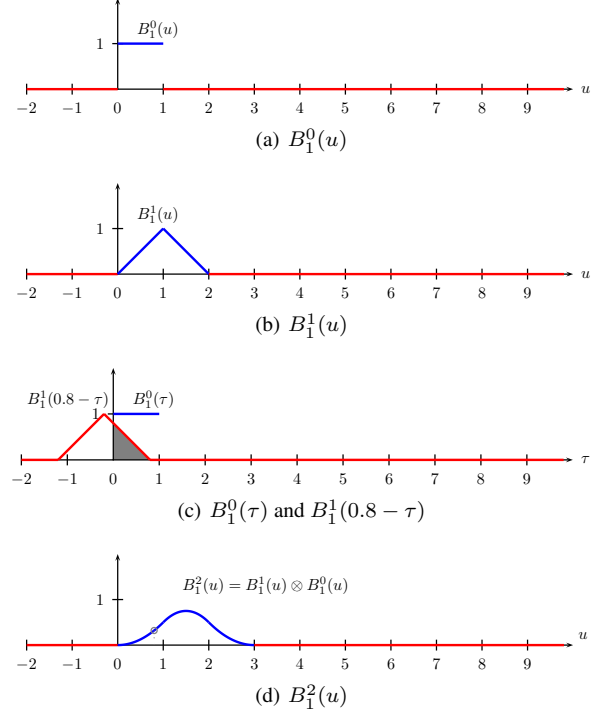 B_1^0(u)
1
u
−2 −1 0 1 2 3 4 5 6 7 8 9
(a) B_1^0(u)
B_1^1(u)
1
u
−2 −1 0 1 2 3 4 5 6 7 8 9
(b) B_1^1(u)
B_1^1(0.8 − τ) B_1^0(τ)
1
τ
−2 −1 0 1 2 3 4 5 6 7 8 9
(c) B_1^0(τ) and B_1^1(0.8 − τ)
B_1^2(u) = B_1^1(u) ⊗ B_1^0(u)
1
u
−2 −1 0 1 2 3 4 5 6 7 8 9
(d) B_1^2(u)